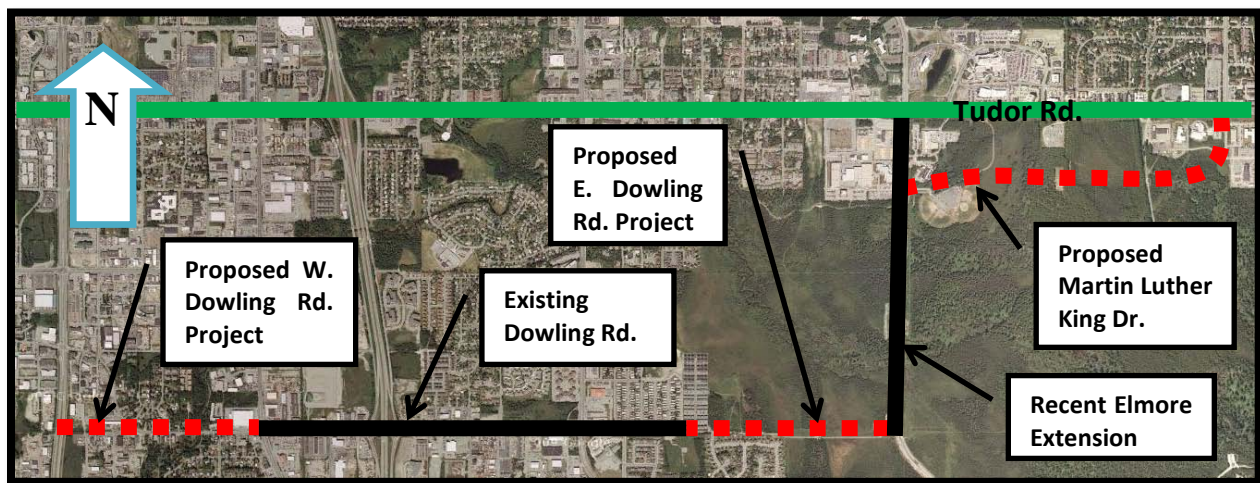 N
Tudor Rd.
Proposed
E. Dowling
Rd. Project
Proposed W.
Dowling Rd.
Project
Existing
Dowling Rd.
Proposed
Martin Luther
King Dr.
Recent Elmore
Extension